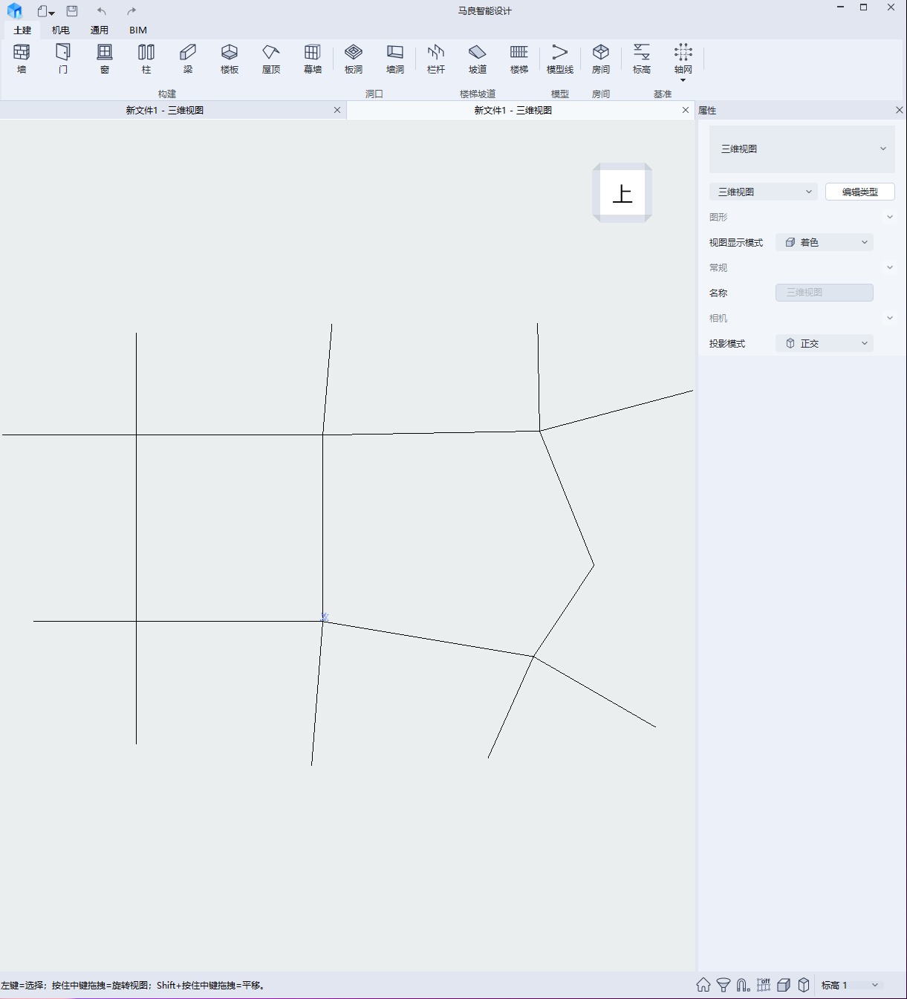 马良智能设计
土建 机电 通用 BIM
墙 门 窗 柱 梁 楼板 屋顶 幕墙 板洞 墙洞 栏杆 坡道 楼梯 模型线 房间 标高 轴网
构建 洞口 楼梯坡道 模型 房间 基准
新文件1 - 三维视图 新文件1 - 三维视图 属性
三维视图
上
三维视图 编辑类型
图形
视图显示模式 着色
常规
名称 三维视图
相机
投影模式 正交
左键=选择；按住中键拖拽=旋转视图；Shift+按住中键拖拽=平移。 off 标高 1